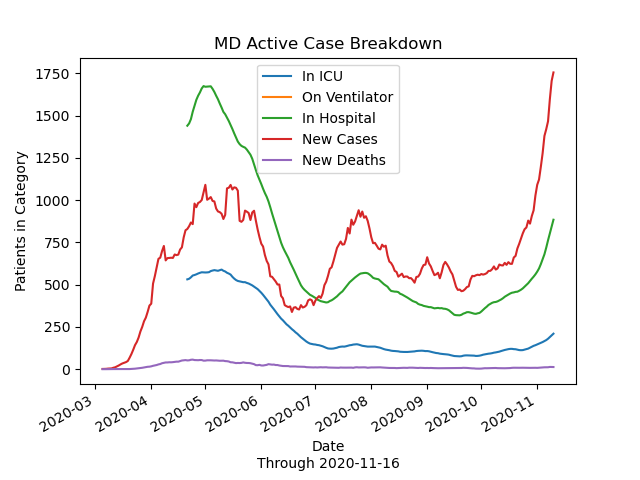 MD Active Case Breakdown
Patients in Category
1750
1500
1250
1000
750
500
250
0
In ICU
On Ventilator
In Hospital
New Cases
New Deaths
2020-03
2020-04
2020-05
2020-06
2020-07
2020-08
2020-09
2020-10
2020-11
Date
Through 2020-11-16